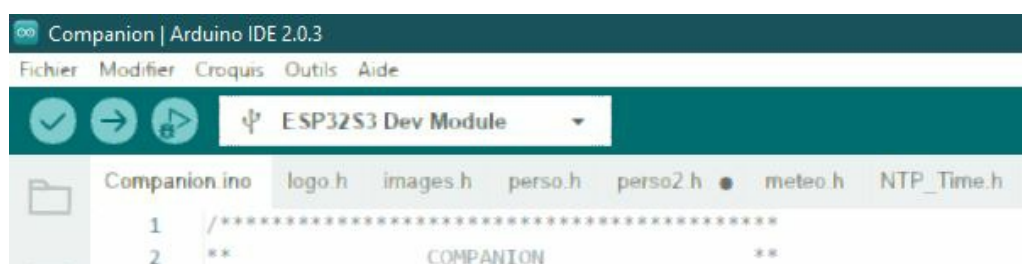 Companion | Arduino IDE 2.0.3
Fichier Modifier Croquis Outils Aide
ESP32S3 Dev Module
Companion.ino logo.h images.h perso.h perso2.h meteo.h NTP_Time.h
1 /*********************************************
2 ** COMPANION **